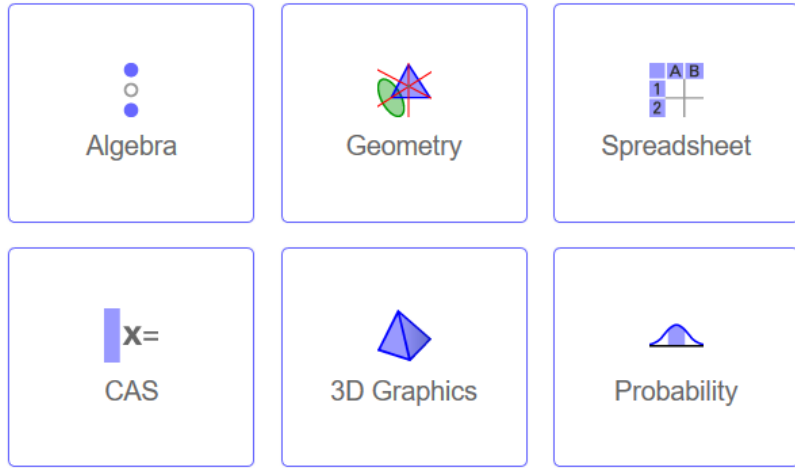 Algebra
Geometry
A B
1
2
Spreadsheet
x=
CAS
3D Graphics
Probability